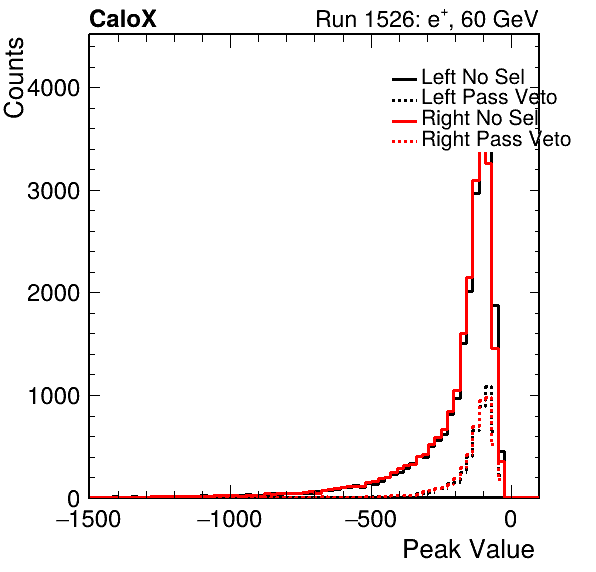 CaloX Run 1526: e+, 60 GeV
Counts
Left No Sel
Left Pass Veto
Right No Sel
Right Pass Veto
4000
3000
2000
1000
0
−1500 −1000 −500 0
Peak Value